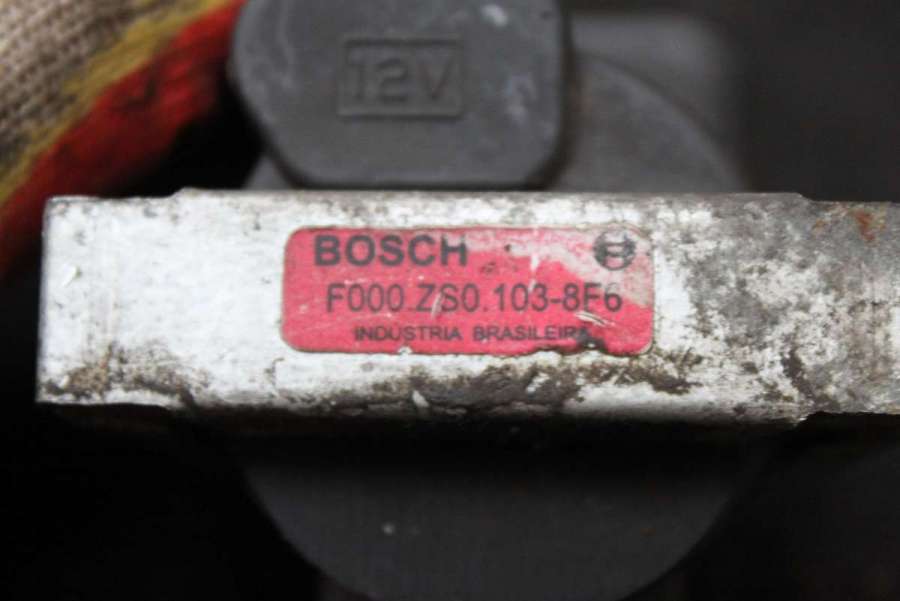 12V
BOSCH
F000.ZS0.103-8F6
INDUSTRIA BRASILEIRA